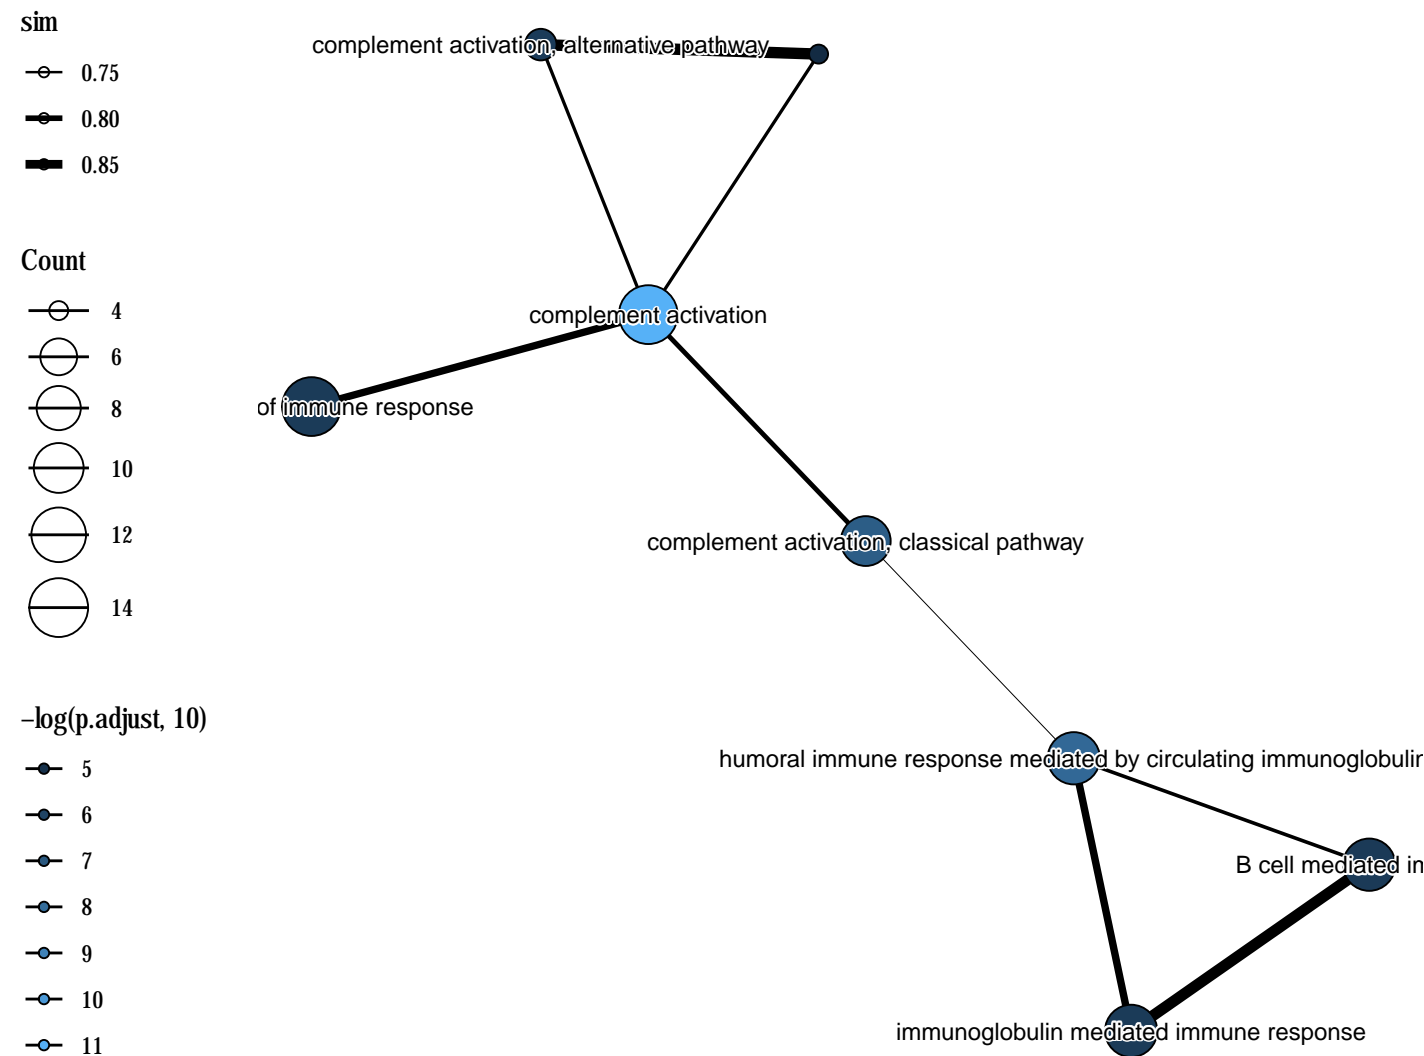 sim
0.75
0.80
0.85
Count
4
6
8
10
12
14
–log(p.adjust, 10)
5
6
7
8
9
10
11
complement activation, alternative pathway
complement activation
of immune response
complement activation, classical pathway
humoral immune response mediated by circulating immunoglobulin
B cell mediated im
immunoglobulin mediated immune response